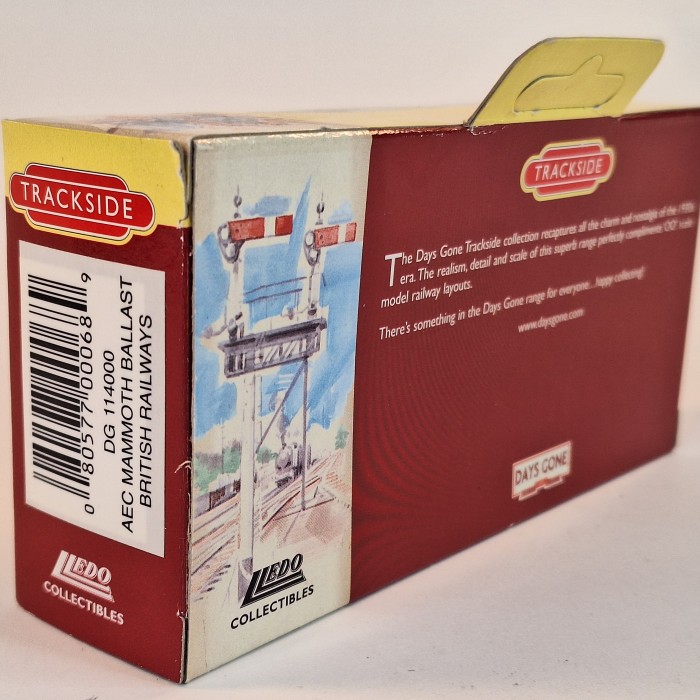 TRACKSIDE
0 80577 00068 9
DG 114000
AEC MAMMOTH BALLAST
BRITISH RAILWAYS
LLEDO
COLLECTIBLES
LLEDO
COLLECTIBLES
TRACKSIDE
The Days Gone Trackside collection recaptures all the charm and nostalgia of the 1950s
era. The realism, detail and scale of this superb range perfectly compliments 'OO' scale
model railway layouts.
There's something in the Days Gone range for everyone...happy collecting!
www.daysgone.com
DAYS GONE